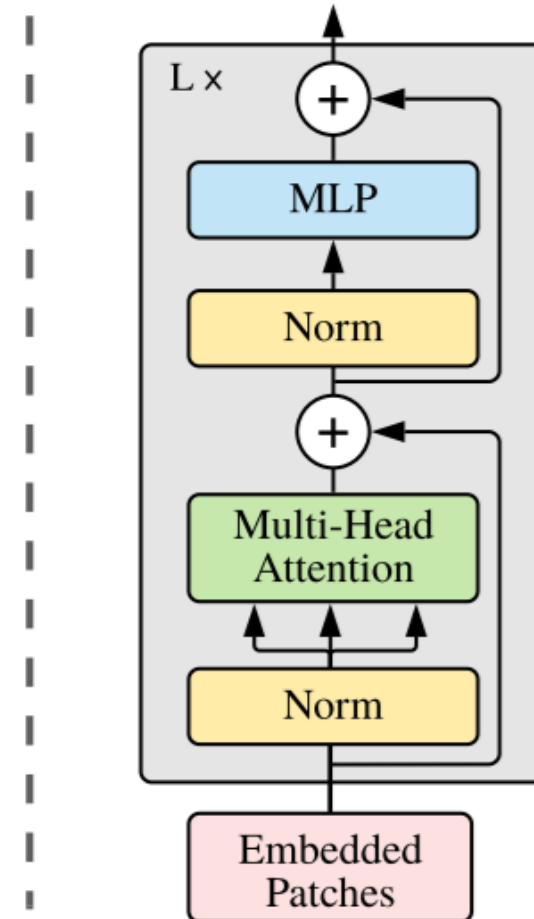 L ×
+
MLP
Norm
+
Multi-Head
Attention
Norm
Embedded
Patches